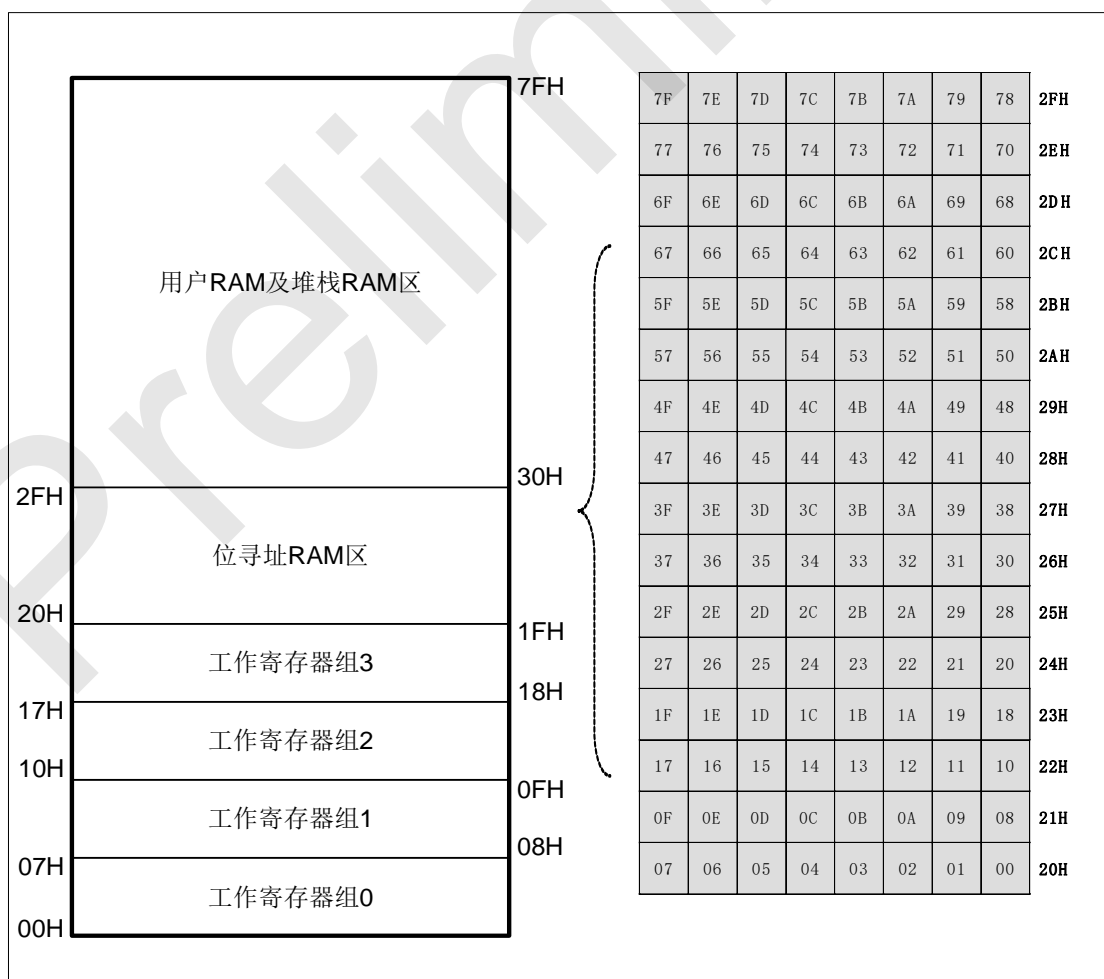 7FH
用户RAM及堆栈RAM区
30H
2FH
位寻址RAM区
20H
1FH
工作寄存器组3
18H
17H
工作寄存器组2
10H
0FH
工作寄存器组1
08H
07H
工作寄存器组0
00H
7F 7E 7D 7C 7B 7A 79 78 2FH
77 76 75 74 73 72 71 70 2EH
6F 6E 6D 6C 6B 6A 69 68 2DH
67 66 65 64 63 62 61 60 2CH
5F 5E 5D 5C 5B 5A 59 58 2BH
57 56 55 54 53 52 51 50 2AH
4F 4E 4D 4C 4B 4A 49 48 29H
47 46 45 44 43 42 41 40 28H
3F 3E 3D 3C 3B 3A 39 38 27H
37 36 35 34 33 32 31 30 26H
2F 2E 2D 2C 2B 2A 29 28 25H
27 26 25 24 23 22 21 20 24H
1F 1E 1D 1C 1B 1A 19 18 23H
17 16 15 14 13 12 11 10 22H
0F 0E 0D 0C 0B 0A 09 08 21H
07 06 05 04 03 02 01 00 20H
Prelim